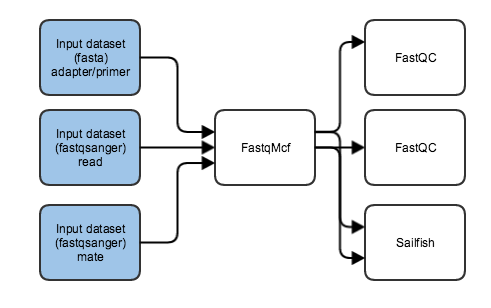 Input dataset
(fasta)
adapter/primer
Input dataset
(fastqsanger)
read
Input dataset
(fastqsanger)
mate
FastqMcf
FastQC
FastQC
Sailfish